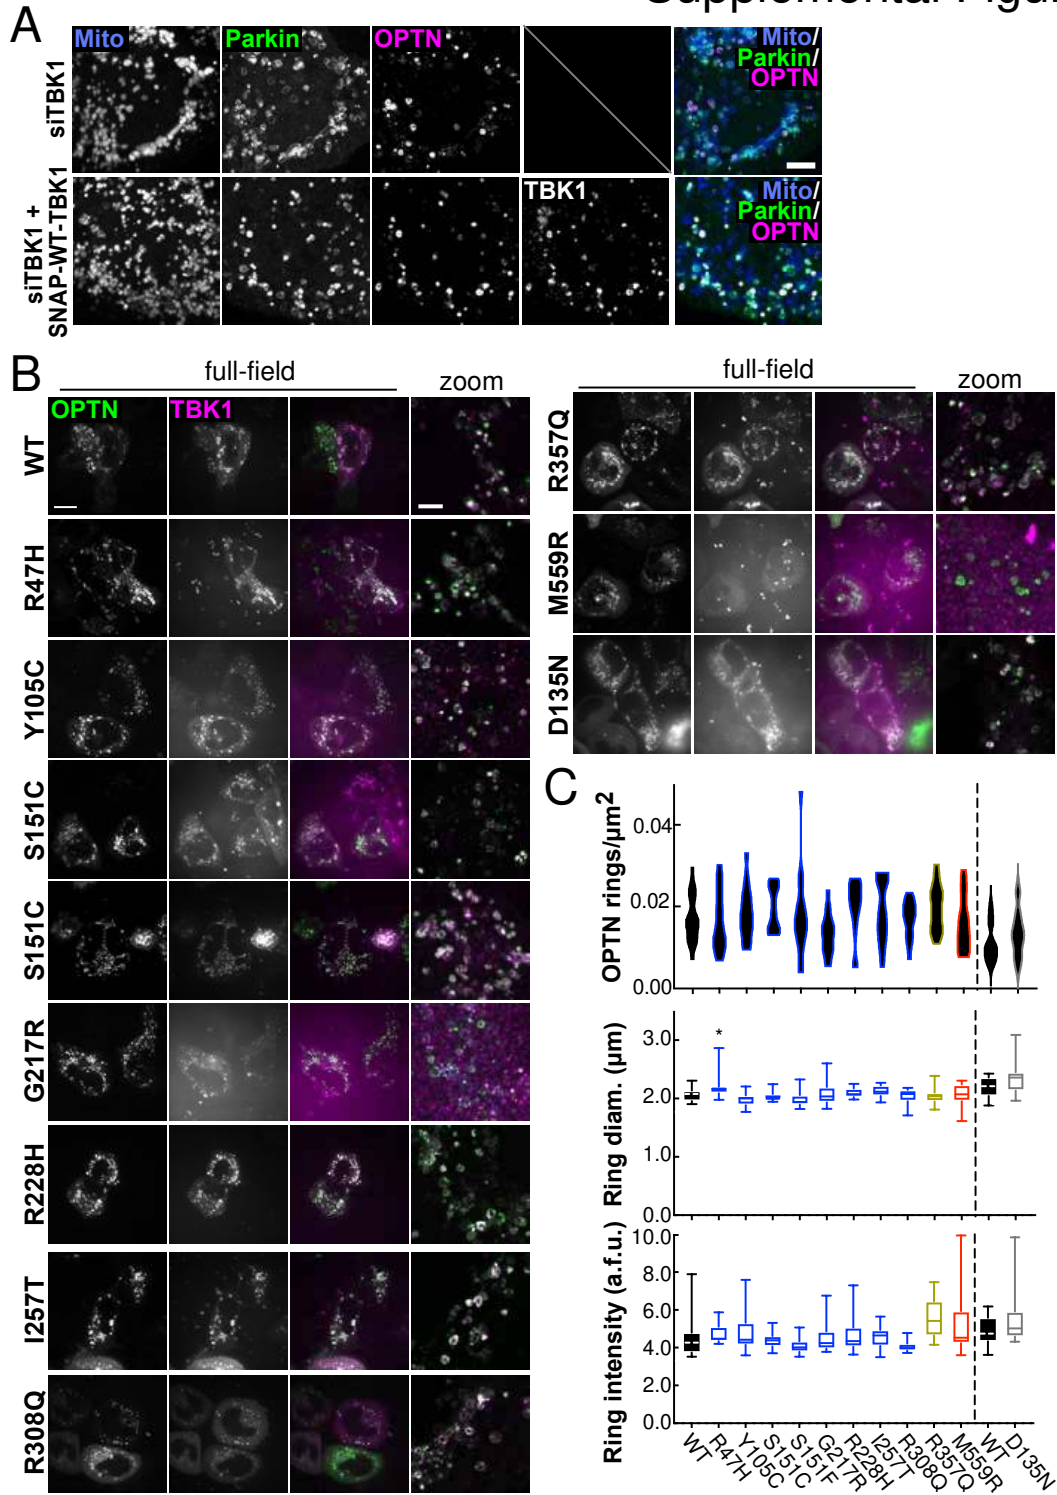 Supplemental Figu
A
Mito
Parkin
OPTN
Mito/
Parkin/
OPTN
siTBK1
TBK1
Mito/
Parkin/
OPTN
siTBK1 +
SNAP-WT-TBK1
B
full-field
zoom
OPTN
TBK1
WT
R47H
Y105C
S151C
S151C
G217R
R228H
I257T
R308Q
full-field
zoom
R357Q
M559R
D135N
C
OPTN rings/µm2
0.04
0.02
0.00
Ring diam. (µm)
3.0
2.0
1.0
0.0
*
Ring intensity (a.f.u.)
10.0
8.0
6.0
4.0
2.0
0.0
WT
R47H
Y105C
S151C
S151F
G217R
R228H
I257T
R308Q
R357Q
M559R
WT
D135N